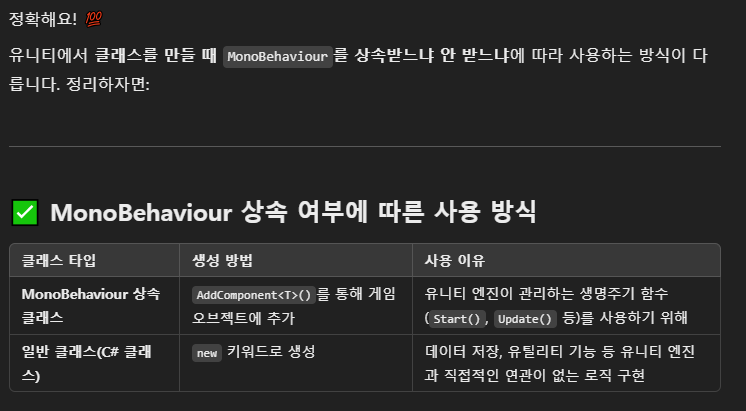 정확해요! 💯
유니티에서 클래스를 만들 때 MonoBehaviour를 상속받느냐 안 받느냐에 따라 사용하는 방식이 다
릅니다. 정리하자면:
✅ MonoBehaviour 상속 여부에 따른 사용 방식
클래스 타입 생성 방법 사용 이유
MonoBehaviour 상속 AddComponent<T>()를 통해 게임 유니티 엔진이 관리하는 생명주기 함수
클래스 오브젝트에 추가 (Start(), Update() 등)를 사용하기 위해
일반 클래스(C# 클래 new 키워드로 생성 데이터 저장, 유틸리티 기능 등 유니티 엔진
스) 과 직접적인 연관이 없는 로직 구현